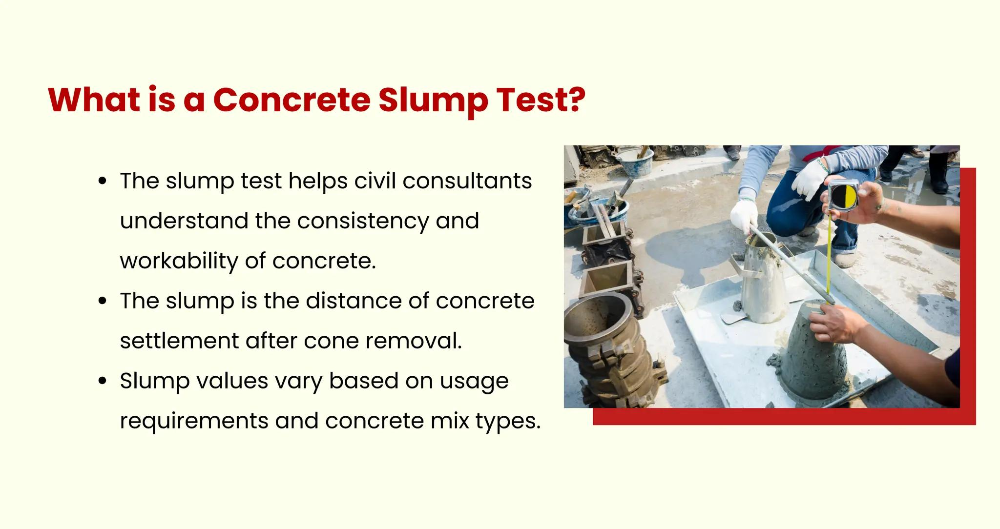 What is a Concrete Slump Test?
• The slump test helps civil consultants
understand the consistency and
workability of concrete.
• The slump is the distance of concrete
settlement after cone removal.
• Slump values vary based on usage
requirements and concrete mix types.